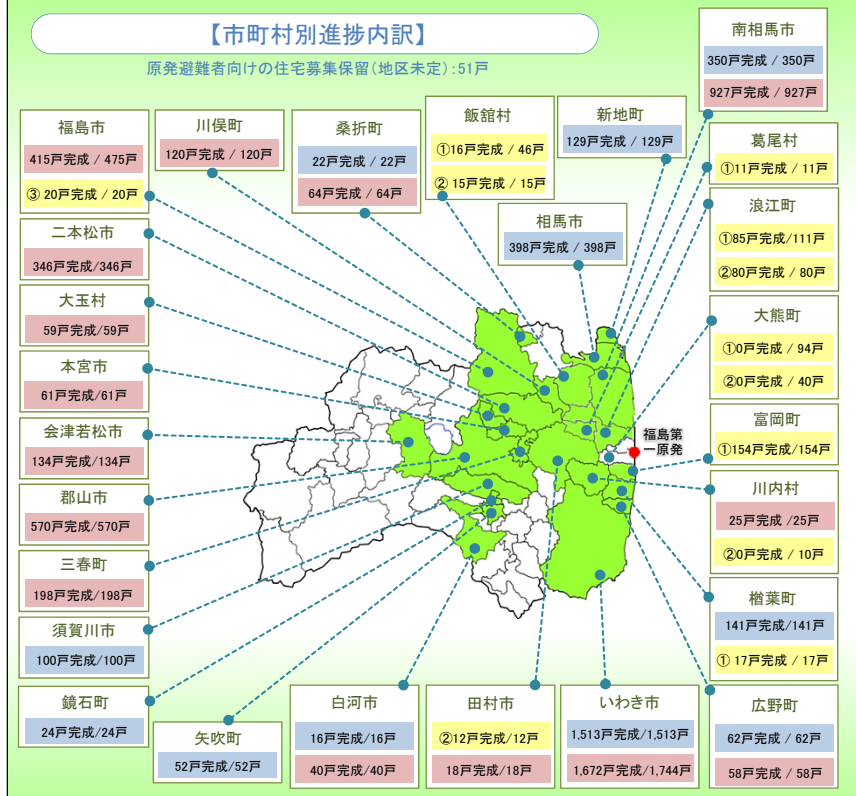 【市町村別進捗内訳】
原発避難者向けの住宅募集保留(地区未定):51戸
南相馬市
350戸完成 / 350戸
927戸完成 / 927戸
福島市
415戸完成 / 475戸
③ 20戸完成 / 20戸
川俣町
120戸完成 / 120戸
桑折町
22戸完成 / 22戸
64戸完成 / 64戸
飯舘村
①16戸完成 / 46戸
② 15戸完成 / 15戸
新地町
129戸完成 / 129戸
葛尾村
①11戸完成 / 11戸
浪江町
①85戸完成/111戸
②80戸完成 / 80戸
相馬市
398戸完成 / 398戸
二本松市
346戸完成/346戸
大玉村
59戸完成/59戸
本宮市
61戸完成/61戸
会津若松市
134戸完成/134戸
郡山市
570戸完成/570戸
三春町
198戸完成/198戸
須賀川市
100戸完成/100戸
鏡石町
24戸完成/24戸
矢吹町
52戸完成/52戸
白河市
16戸完成/16戸
40戸完成/40戸
田村市
②12戸完成/12戸
18戸完成/18戸
いわき市
1,513戸完成/1,513戸
1,672戸完成/1,744戸
福島第
一原発
大熊町
①0戸完成 / 94戸
②0戸完成 / 40戸
富岡町
①154戸完成/154戸
川内村
25戸完成 /25戸
②0戸完成 / 10戸
楢葉町
141戸完成/141戸
① 17戸完成 / 17戸
広野町
62戸完成 / 62戸
58戸完成 / 58戸